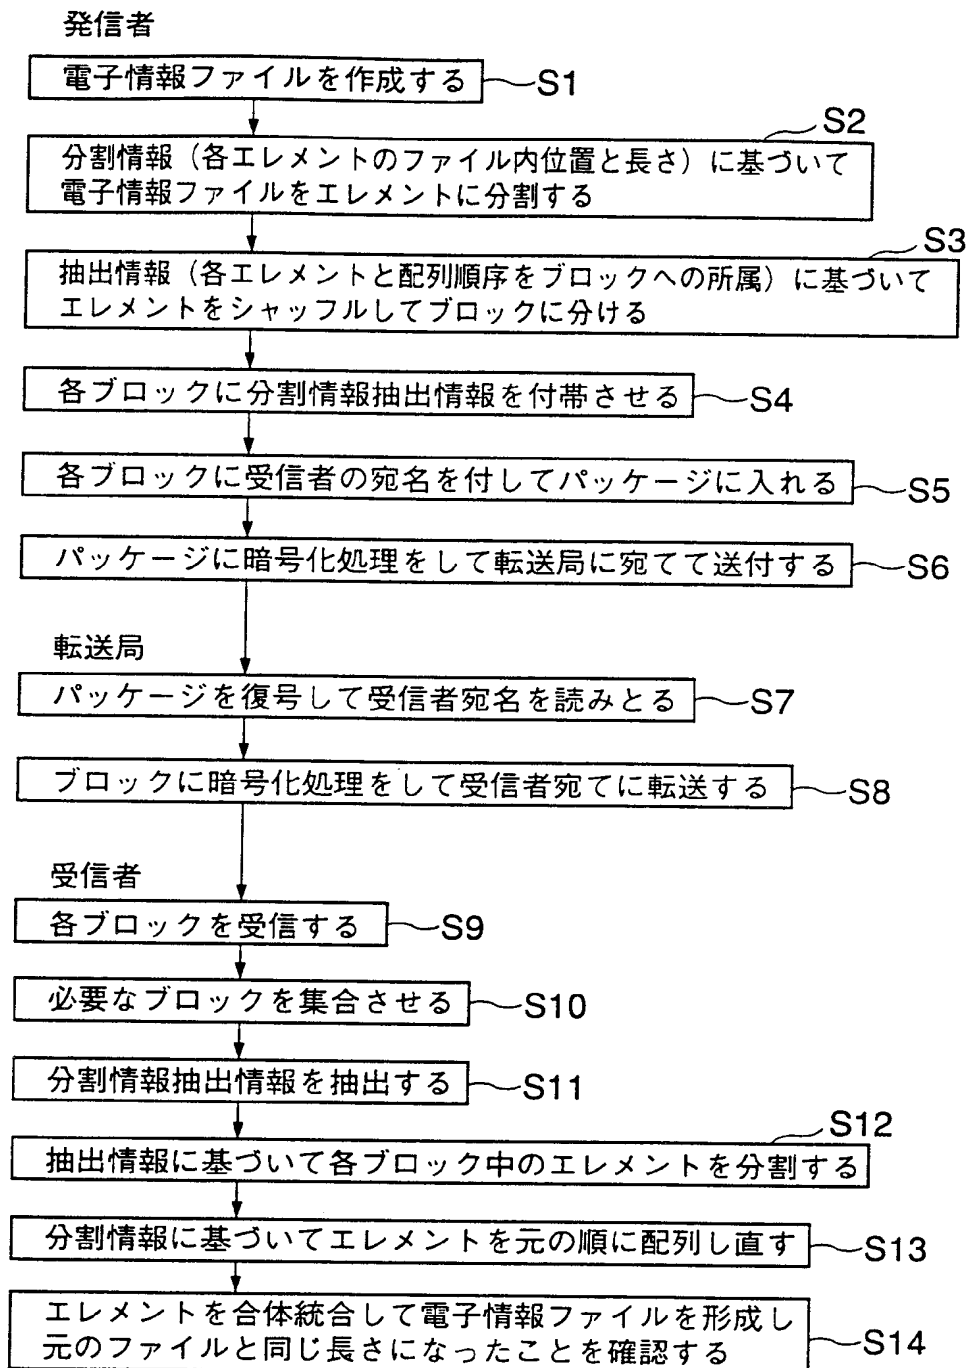 発信者
電子情報ファイルを作成する S1
S2
分割情報（各エレメントのファイル内位置と長さ）に基づいて
電子情報ファイルをエレメントに分割する
S3
抽出情報（各エレメントと配列順序をブロックへの所属）に基づいて
エレメントをシャッフルしてブロックに分ける
各ブロックに分割情報抽出情報を付帯させる S4
各ブロックに受信者の宛名を付してパッケージに入れる S5
パッケージに暗号化処理をして転送局に宛てて送付する S6
転送局
パッケージを復号して受信者宛名を読みとる S7
ブロックに暗号化処理をして受信者宛てに転送する S8
受信者
各ブロックを受信する S9
必要なブロックを集合させる S10
分割情報抽出情報を抽出する S11
S12
抽出情報に基づいて各ブロック中のエレメントを分割する
分割情報に基づいてエレメントを元の順に配列し直す S13
エレメントを合体統合して電子情報ファイルを形成し
元のファイルと同じ長さになったことを確認する S14